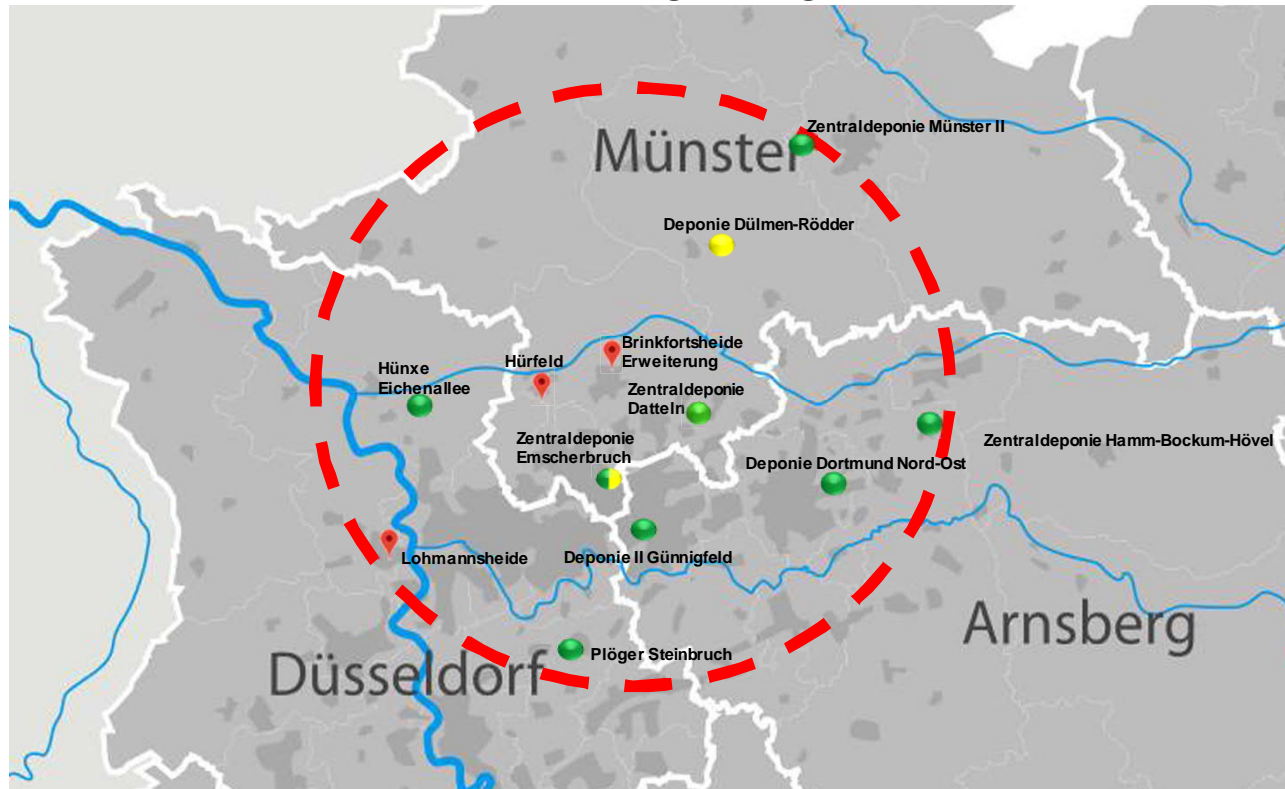 Zentraldeponie Münster II
Münster
Deponie Dülmen-Rödder
Brinkfortsheide
Erweiterung
Hürfeld
Hünxe
Eichenallee
Zentraldeponie
Datteln
Zentraldeponie
Emscherbruch
Zentraldeponie Hamm-Bockum-Hövel
Deponie Dortmund Nord-Ost
Lohmannsheide
Deponie II Günnigfeld
Arnsberg
Plöger Steinbruch
Düsseldorf